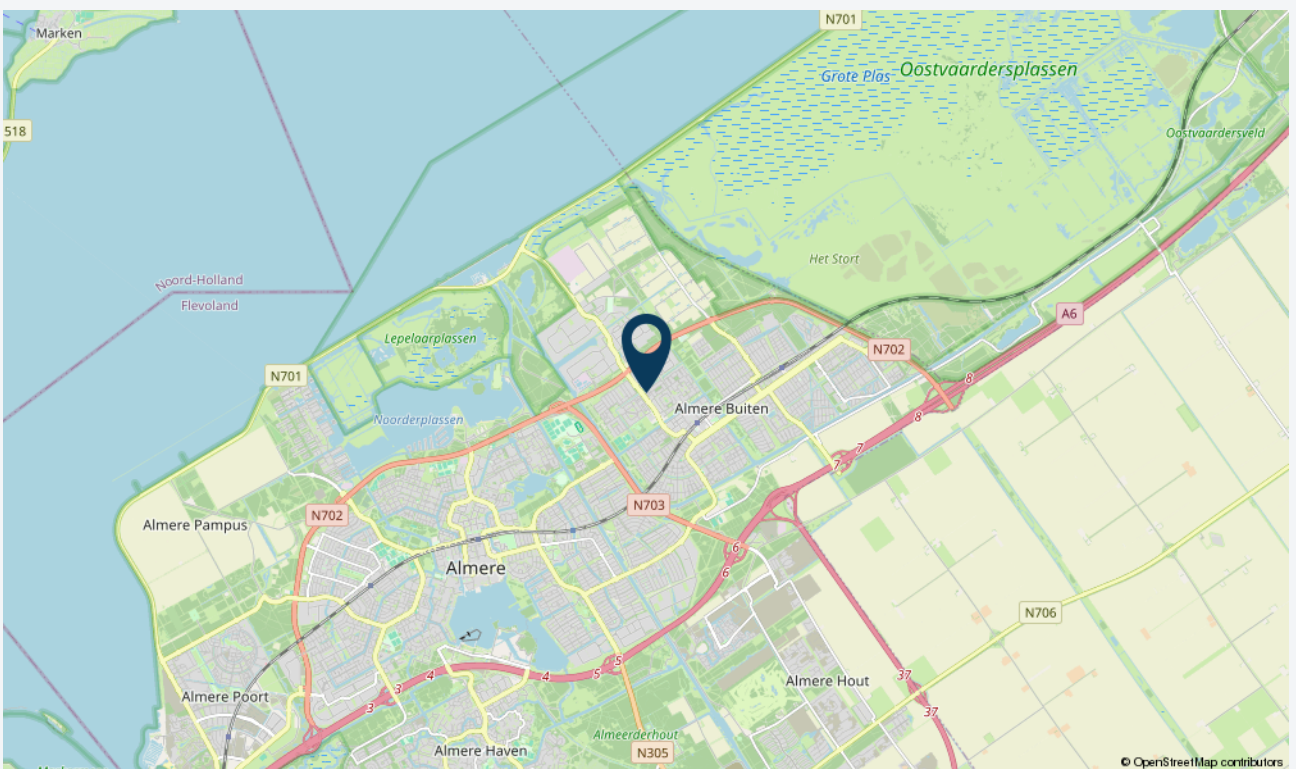 N701
Marken
Grote Plas
Oostvaardersplassen
518
Oostvaardersveld
Het Stort
Noord-Holland
Flevoland
A6
Lepelaarplassen
N702
N701
8
Almere Buiten
8
Noorderplassen
7
7
N703
N702
Almere Pampus
6
6
Almere
N706
5
5
4
4
3
3
37
37
Almere Hout
Almere Poort
Almeerderhout
Almere Haven
N305
© OpenStreetMap contributors